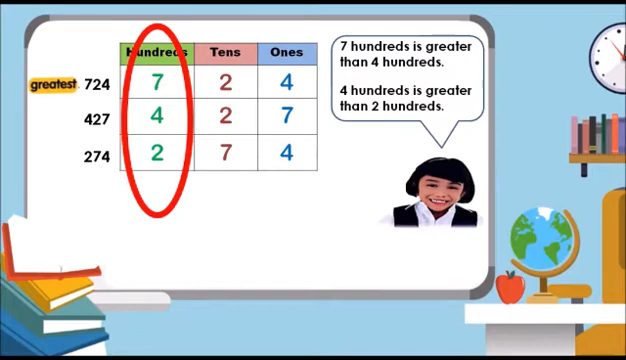 Hundreds Tens Ones
greatest 724 7 2 4
427 4 2 7
274 2 7 4
7 hundreds is greater
than 4 hundreds.
4 hundreds is greater
than 2 hundreds.